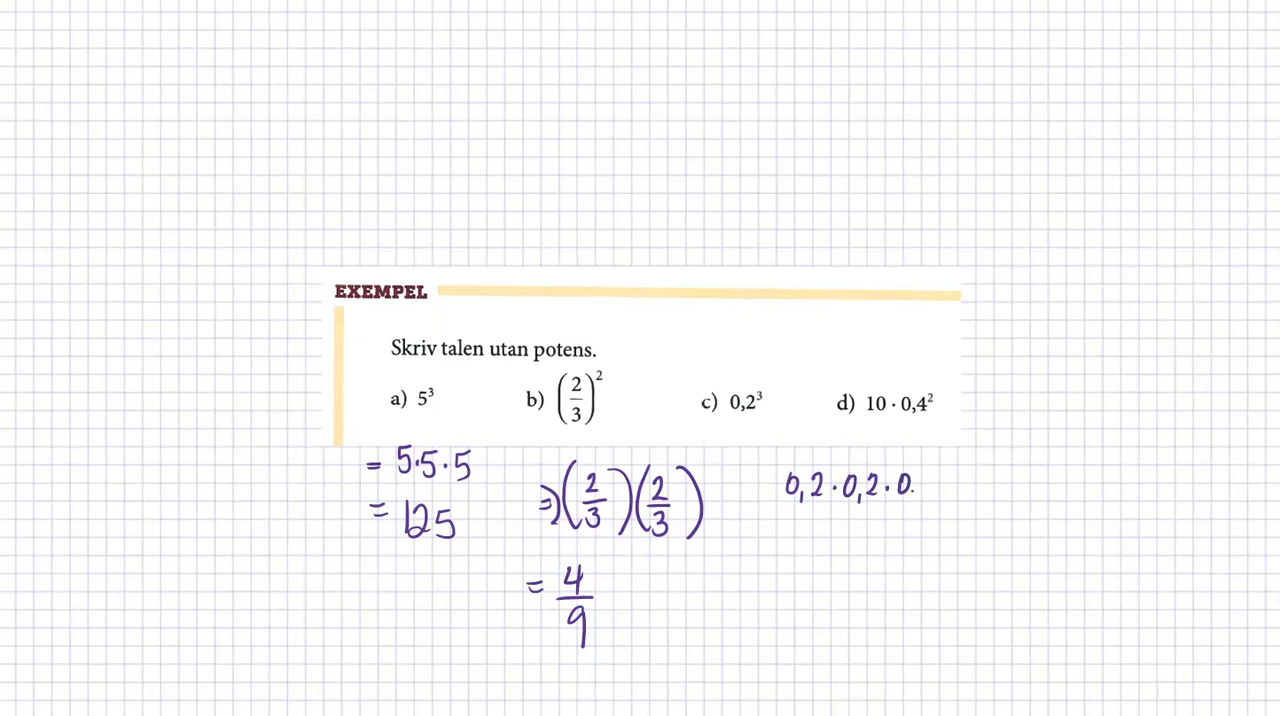 EXEMPEL
Skriv talen utan potens.
a) 5³ b) (2/3)² c) 0,2³ d) 10 · 0,4²
= 5·5·5
= 125
=> (2/3)(2/3)
0,2·0,2·0.
= 4/9